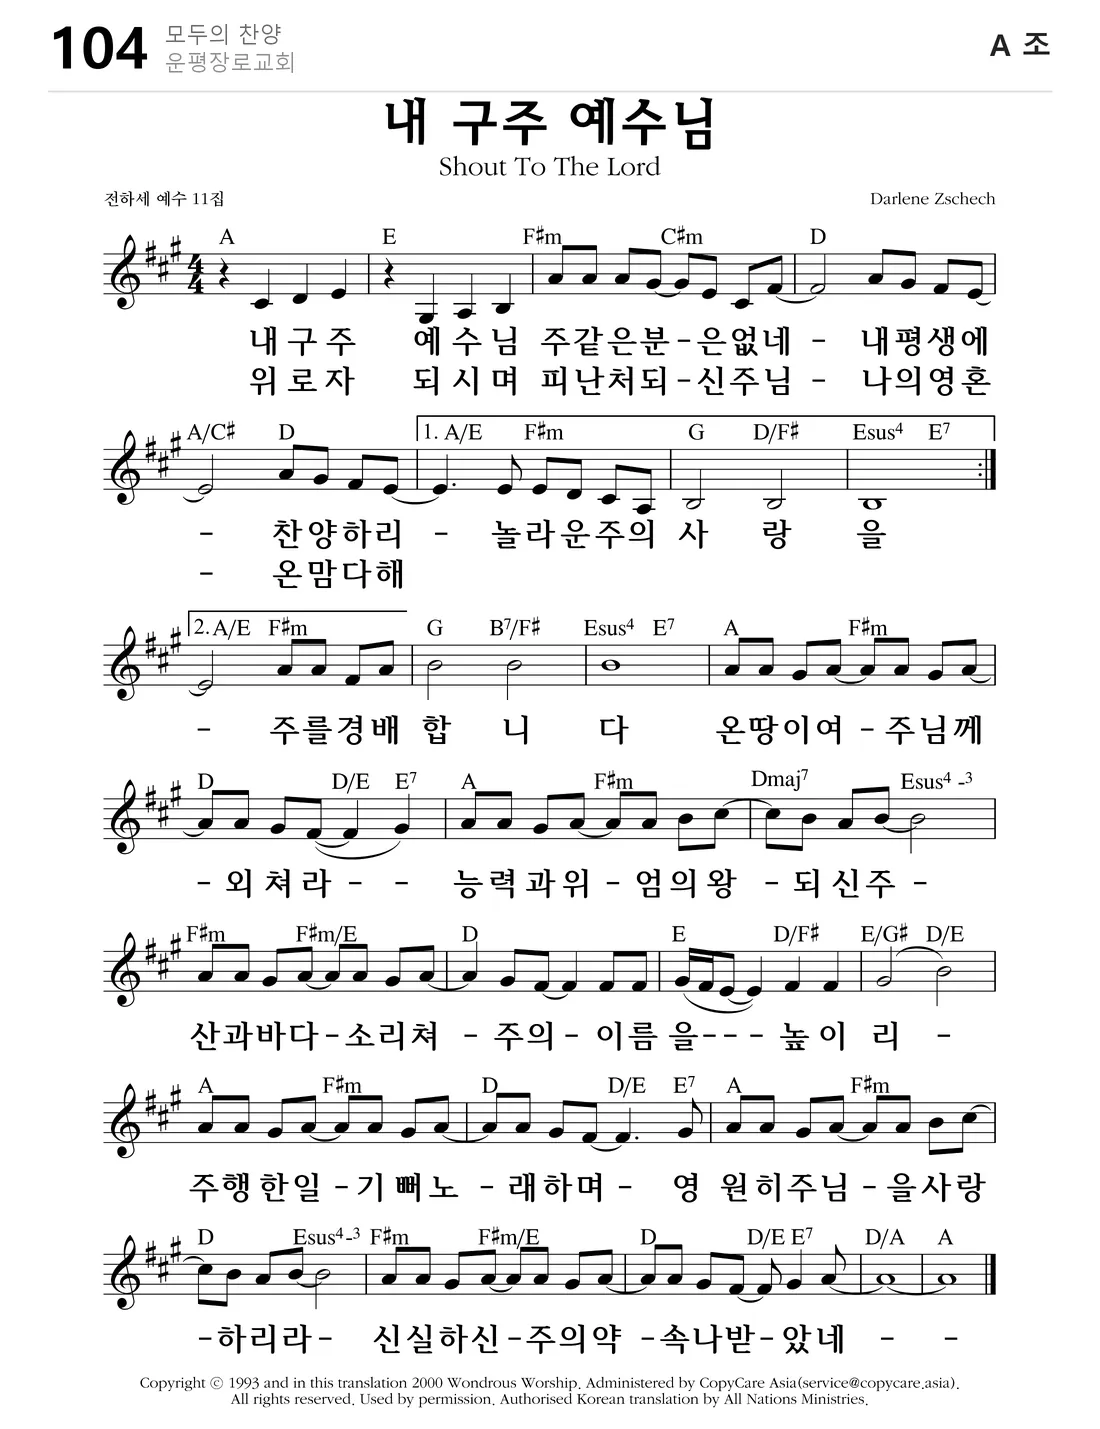 104 모두의 찬양
운평장로교회
A 조
내 구주 예수님
Shout To The Lord
전하세 예수 11집
Darlene Zschech
A E F#m C#m D
4/4
내 구 주 예 수 님 주같은분-은없네 - 내평생에
위 로 자 되 시 며 피난처되-신주님 - 나의영혼
A/C# D 1. A/E F#m G D/F# Esus4 E7
- 찬양하리 - 놀라운주의 사 랑 을
- 온맘다해
2. A/E F#m G B7/F# Esus4 E7 A F#m
- 주를경배 합 니 다 온땅이여 - 주님께
D D/E E7 A F#m Dmaj7 Esus4 -3
- 외 쳐 라 - - 능력과위 - 엄의왕 - 되 신주 -
F#m F#m/E D E D/F# E/G# D/E
산과바다-소리쳐 - 주의- 이름 을--- 높 이 리 -
A F#m D D/E E7 A F#m
주행한일 -기 뻐 노 - 래하며- 영 원히주님 -을사랑
D Esus4 -3 F#m F#m/E D D/E E7 D/A A
-하리라- 신실하신-주의약 -속나받-았네 - -
Copyright ⓒ 1993 and in this translation 2000 Wondrous Worship. Administered by CopyCare Asia(service@copycare.asia).
All rights reserved. Used by permission. Authorised Korean translation by All Nations Ministries.